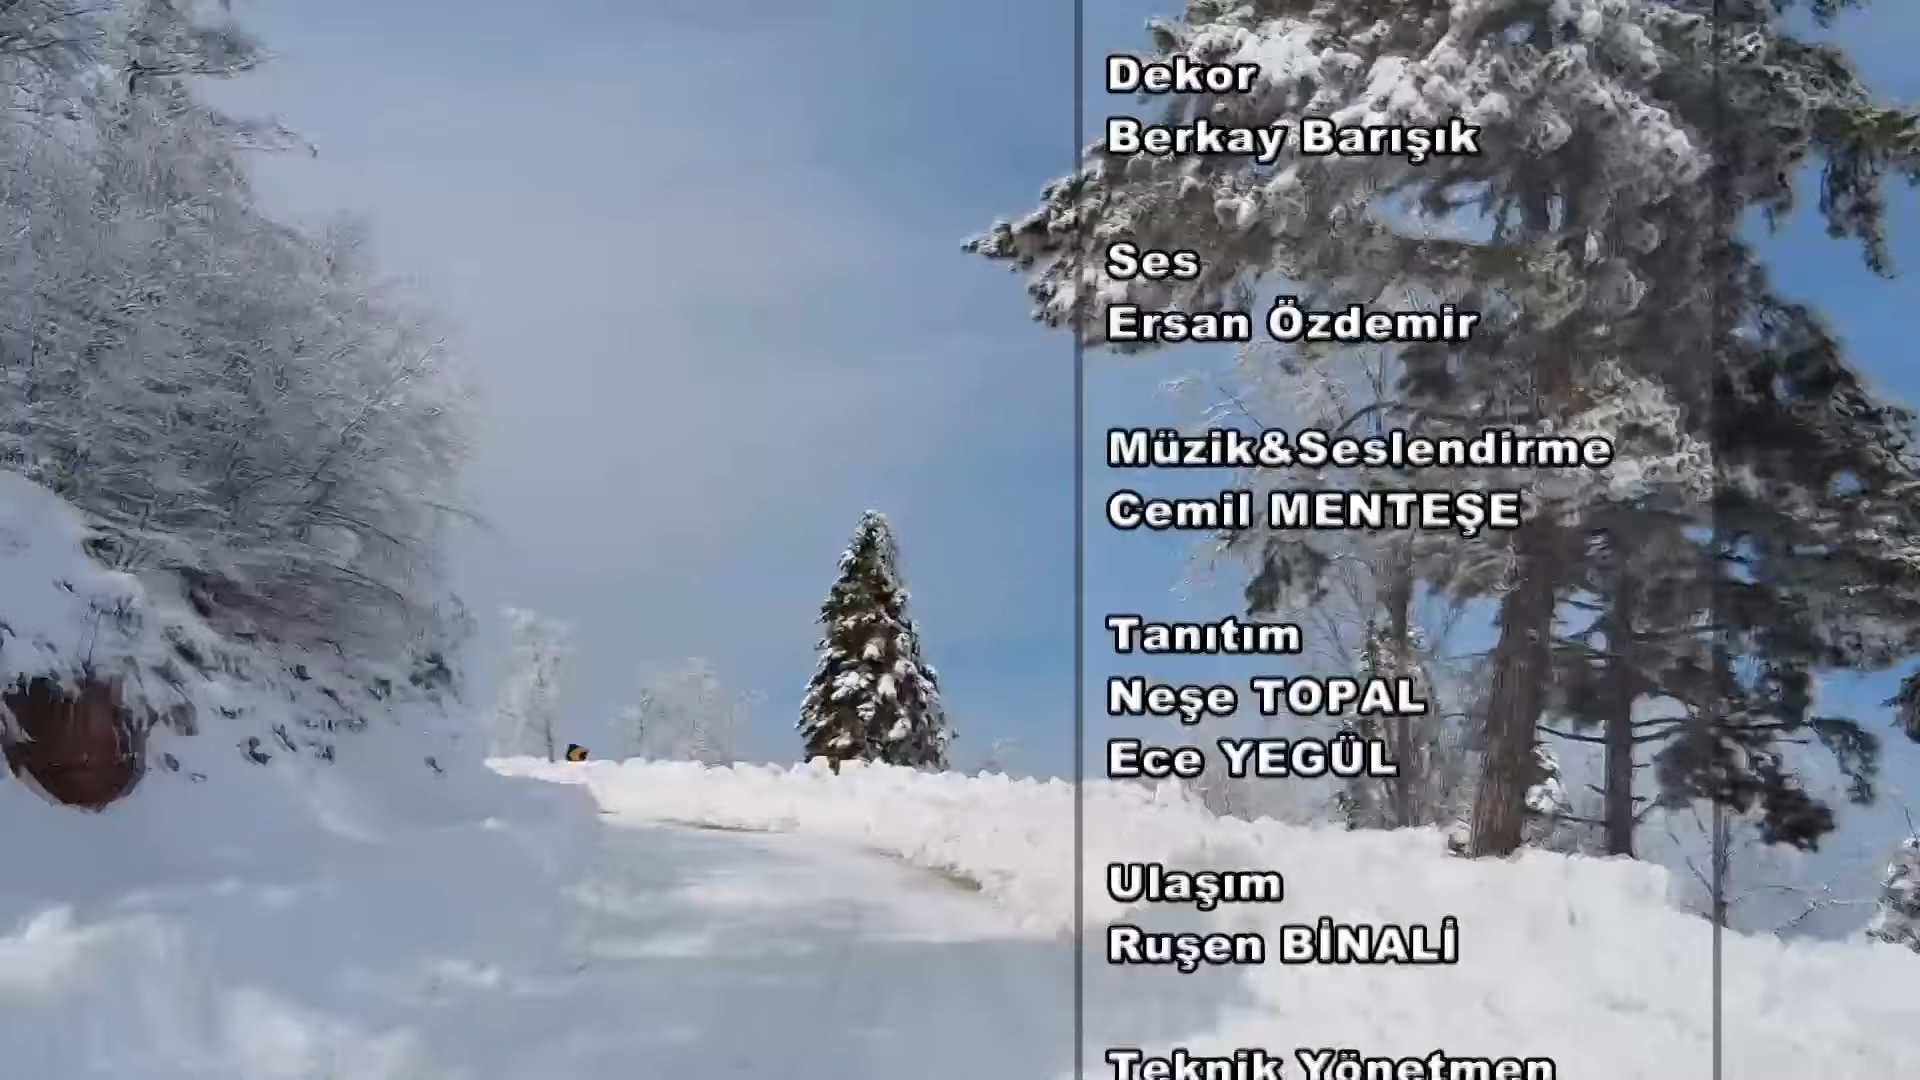 Dekor
Berkay Barışık
Ses
Ersan Özdemir
Müzik&Seslendirme
Cemil MENTEŞE
Tanıtım
Neşe TOPAL
Ece YEGÜL
Ulaşım
Ruşen BİNALİ
Teknik Yönetmen